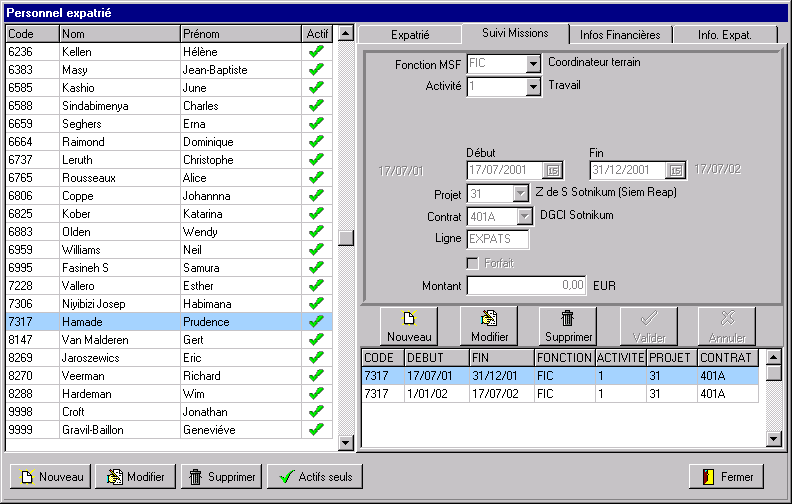 Personnel expatrié
Code Nom Prénom Actif
6236 Kellen Hélène
6383 Masy Jean-Baptiste
6585 Kashio June
6588 Sindabimenya Charles
6659 Seghers Erna
6664 Raimond Dominique
6737 Leruth Christophe
6765 Rousseaux Alice
6806 Coppe Johannna
6825 Kober Katarina
6883 Olden Wendy
6959 Williams Neil
6995 Fasineh S Samura
7228 Vallero Esther
7306 Niyibizi Josep Habimana
7317 Hamade Prudence
8147 Van Malderen Gert
8269 Jaroszewics Eric
8270 Veerman Richard
8288 Hardeman Wim
9998 Croft Jonathan
9999 Gravil-Baillon Geneviéve
Expatrié Suivi Missions Infos Financières Info. Expat.
Fonction MSF FIC Coordinateur terrain
Activité 1 Travail
Début Fin
17/07/01 17/07/2001 15 31/12/2001 15 17/07/02
Projet 31 Z de S Sotnikum (Siem Reap)
Contrat 401A DGCI Sotnikum
Ligne EXPATS
Forfait
Montant 0,00 EUR
Nouveau Modifier Supprimer Valider Annuler
CODE DEBUT FIN FONCTION ACTIVITE PROJET CONTRAT
7317 17/07/01 31/12/01 FIC 1 31 401A
7317 1/01/02 17/07/02 FIC 1 31 401A
Nouveau Modifier Supprimer Actifs seuls Fermer